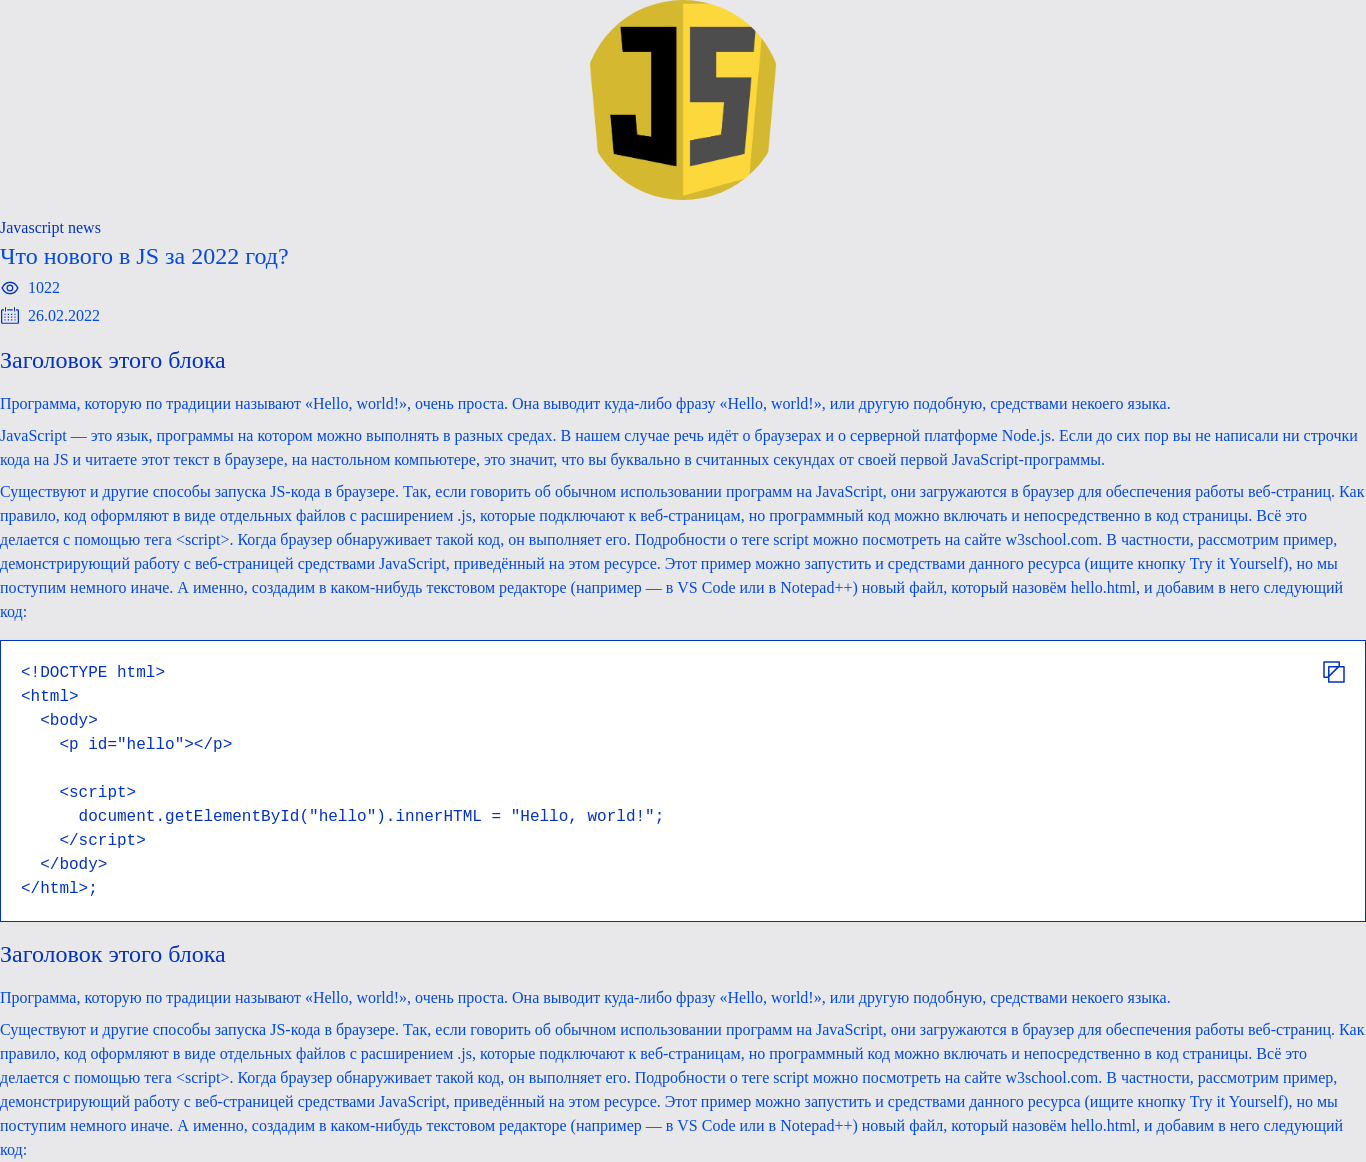 JS
Javascript news
Что нового в JS за 2022 год?
1022
26.02.2022
Заголовок этого блока
Программа, которую по традиции называют «Hello, world!», очень проста. Она выводит куда-либо фразу «Hello, world!», или другую подобную, средствами некоего языка.
JavaScript — это язык, программы на котором можно выполнять в разных средах. В нашем случае речь идёт о браузерах и о серверной платформе Node.js. Если до сих пор вы не написали ни строчки
кода на JS и читаете этот текст в браузере, на настольном компьютере, это значит, что вы буквально в считанных секундах от своей первой JavaScript-программы.
Существуют и другие способы запуска JS-кода в браузере. Так, если говорить об обычном использовании программ на JavaScript, они загружаются в браузер для обеспечения работы веб-страниц. Как
правило, код оформляют в виде отдельных файлов с расширением .js, которые подключают к веб-страницам, но программный код можно включать и непосредственно в код страницы. Всё это
делается с помощью тега <script>. Когда браузер обнаруживает такой код, он выполняет его. Подробности о теге script можно посмотреть на сайте w3school.com. В частности, рассмотрим пример,
демонстрирующий работу с веб-страницей средствами JavaScript, приведённый на этом ресурсе. Этот пример можно запустить и средствами данного ресурса (ищите кнопку Try it Yourself), но мы
поступим немного иначе. А именно, создадим в каком-нибудь текстовом редакторе (например — в VS Code или в Notepad++) новый файл, который назовём hello.html, и добавим в него следующий
код:
<!DOCTYPE html>
<html>
  <body>
    <p id="hello"></p>
    <script>
      document.getElementById("hello").innerHTML = "Hello, world!";
    </script>
  </body>
</html>;
Заголовок этого блока
Программа, которую по традиции называют «Hello, world!», очень проста. Она выводит куда-либо фразу «Hello, world!», или другую подобную, средствами некоего языка.
Существуют и другие способы запуска JS-кода в браузере. Так, если говорить об обычном использовании программ на JavaScript, они загружаются в браузер для обеспечения работы веб-страниц. Как
правило, код оформляют в виде отдельных файлов с расширением .js, которые подключают к веб-страницам, но программный код можно включать и непосредственно в код страницы. Всё это
делается с помощью тега <script>. Когда браузер обнаруживает такой код, он выполняет его. Подробности о теге script можно посмотреть на сайте w3school.com. В частности, рассмотрим пример,
демонстрирующий работу с веб-страницей средствами JavaScript, приведённый на этом ресурсе. Этот пример можно запустить и средствами данного ресурса (ищите кнопку Try it Yourself), но мы
поступим немного иначе. А именно, создадим в каком-нибудь текстовом редакторе (например — в VS Code или в Notepad++) новый файл, который назовём hello.html, и добавим в него следующий
код: